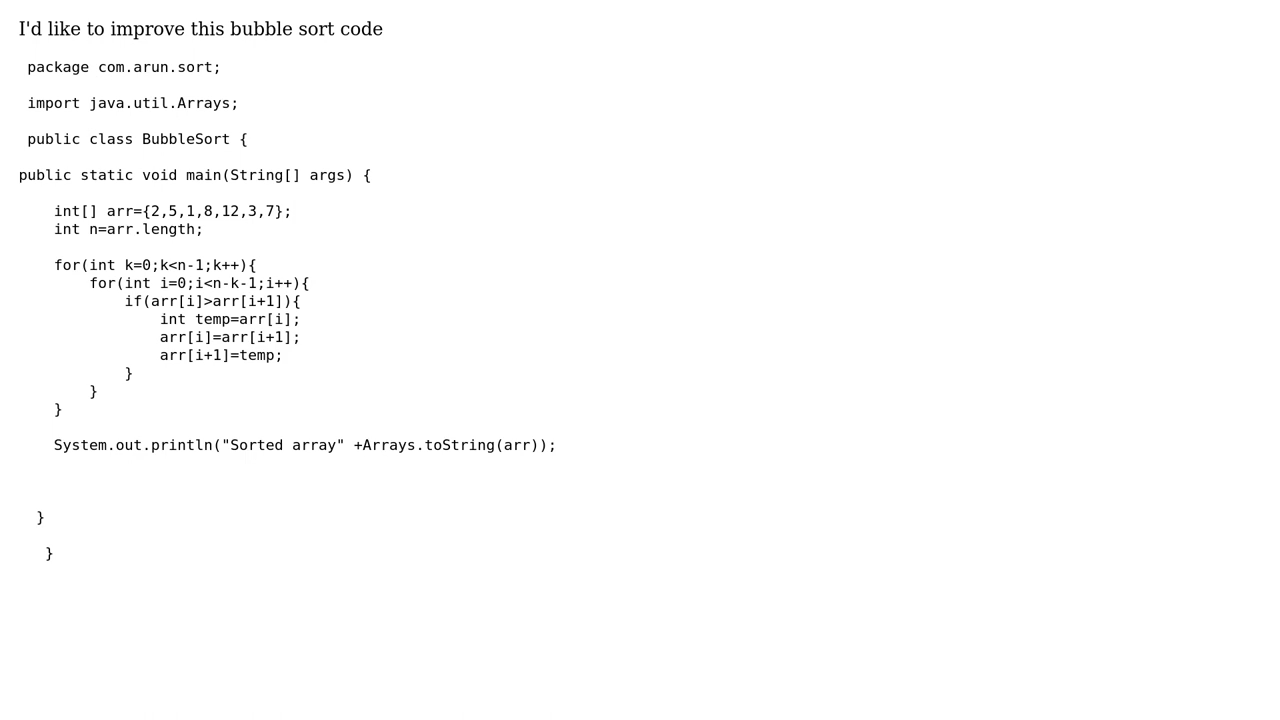 I'd like to improve this bubble sort code
package com.arun.sort;
import java.util.Arrays;
public class BubbleSort {
public static void main(String[] args) {
int[] arr={2,5,1,8,12,3,7};
int n=arr.length;
for(int k=0;k<n-1;k++){
for(int i=0;i<n-k-1;i++){
if(arr[i]>arr[i+1]){
int temp=arr[i];
arr[i]=arr[i+1];
arr[i+1]=temp;
}
}
}
System.out.println("Sorted array" +Arrays.toString(arr));
}
}